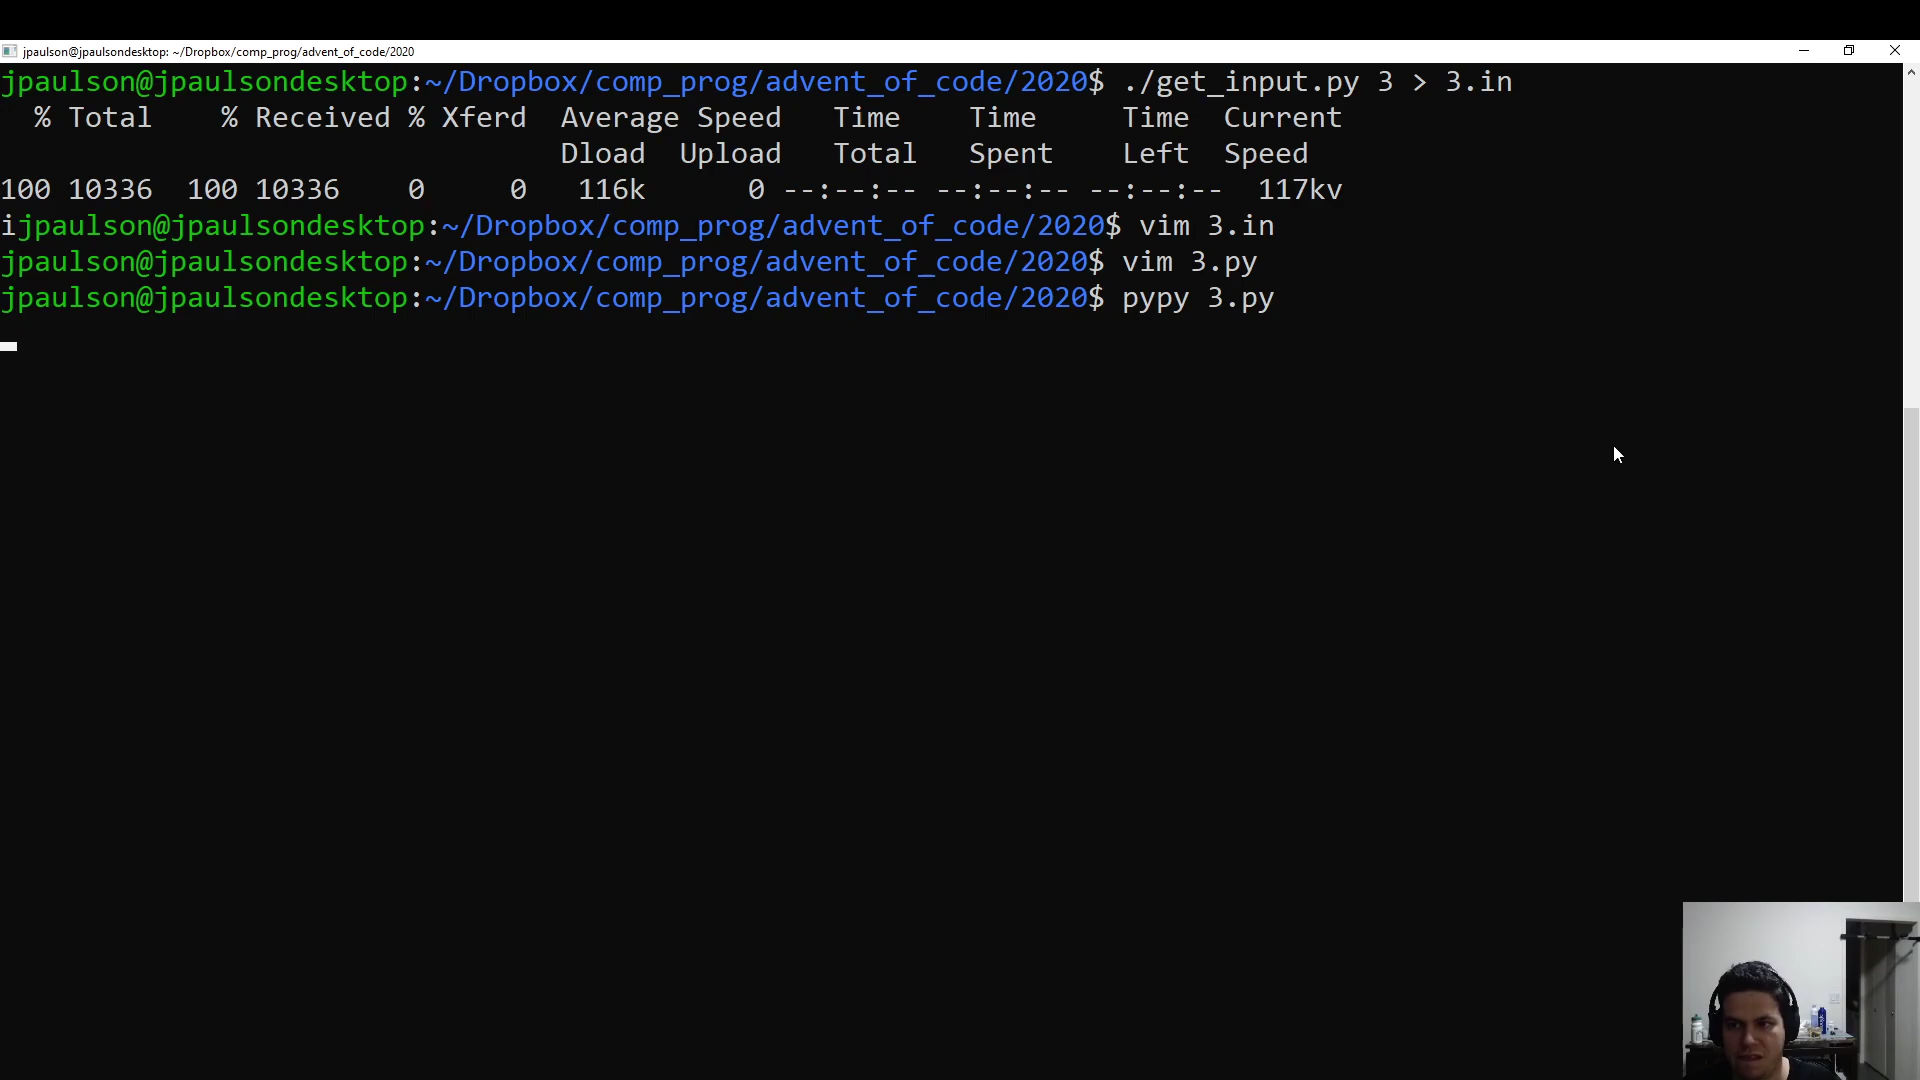 jpaulson@jpaulsondesktop: ~/Dropbox/comp_prog/advent_of_code/2020
jpaulson@jpaulsondesktop:~/Dropbox/comp_prog/advent_of_code/2020$ ./get_input.py 3 > 3.in
% Total % Received % Xferd Average Speed Time Time Time Current
Dload Upload Total Spent Left Speed
100 10336 100 10336 0 0 116k 0 --:--:-- --:--:-- --:--:-- 117kv
ijpaulson@jpaulsondesktop:~/Dropbox/comp_prog/advent_of_code/2020$ vim 3.in
jpaulson@jpaulsondesktop:~/Dropbox/comp_prog/advent_of_code/2020$ vim 3.py
jpaulson@jpaulsondesktop:~/Dropbox/comp_prog/advent_of_code/2020$ pypy 3.py